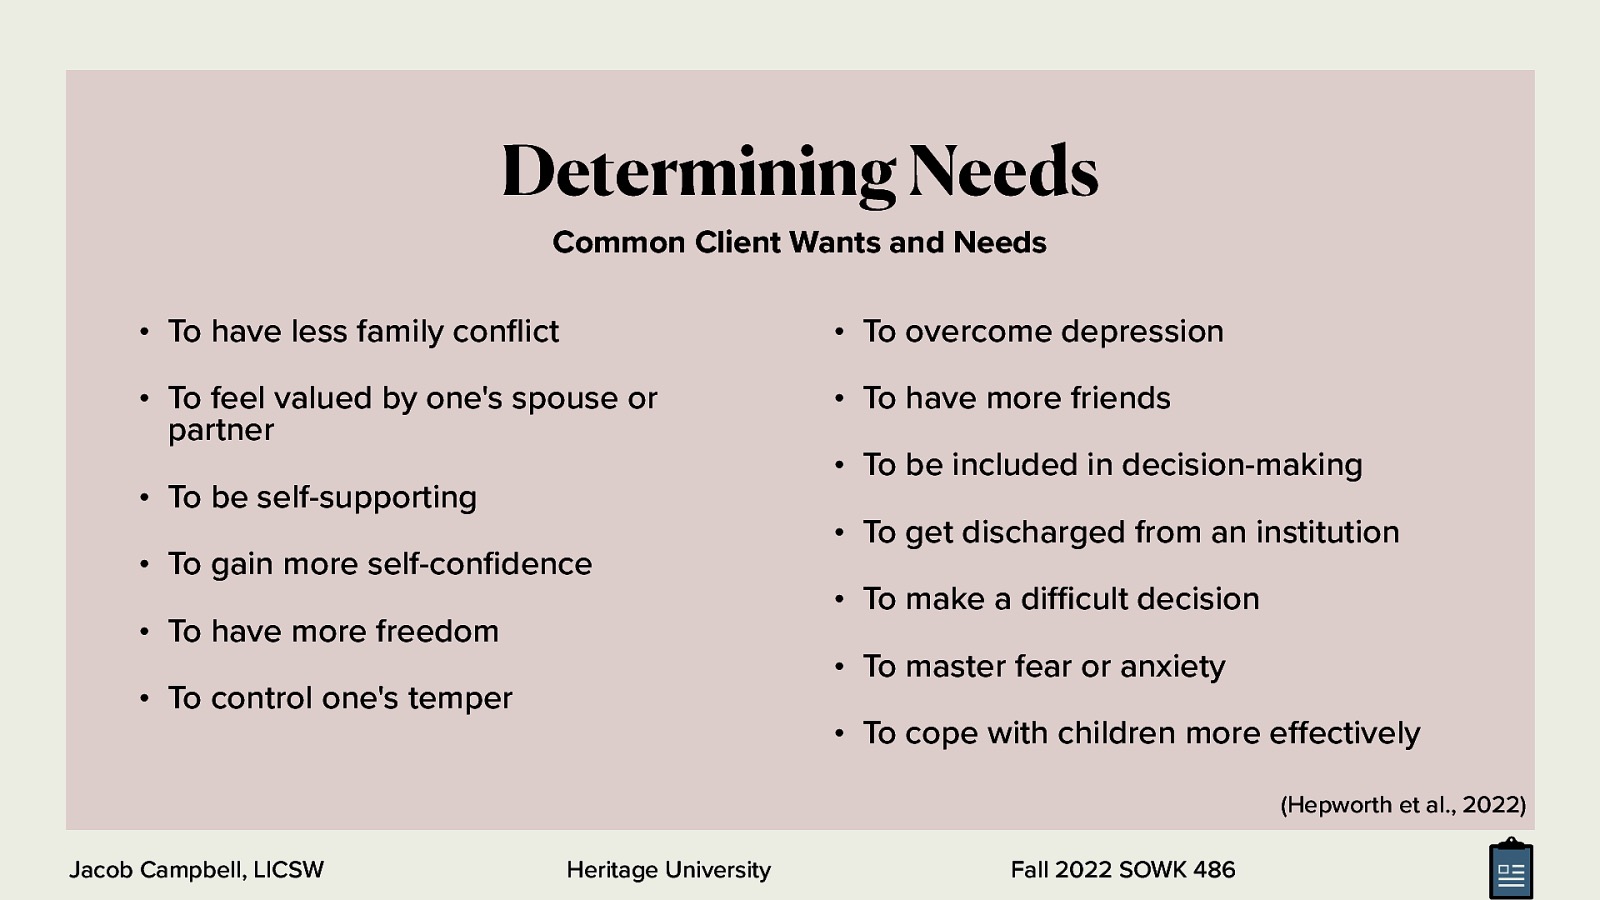 Determining Needs
Common Client Wants and Needs
• To have less family conflict
• To feel valued by one's spouse or
partner
• To be self-supporting
• To gain more self-confidence
• To have more freedom
• To control one's temper
• To overcome depression
• To have more friends
• To be included in decision-making
• To get discharged from an institution
• To make a difficult decision
• To master fear or anxiety
• To cope with children more effectively
(Hepworth et al., 2022)
Jacob Campbell, LICSW
Heritage University
Fall 2022 SOWK 486